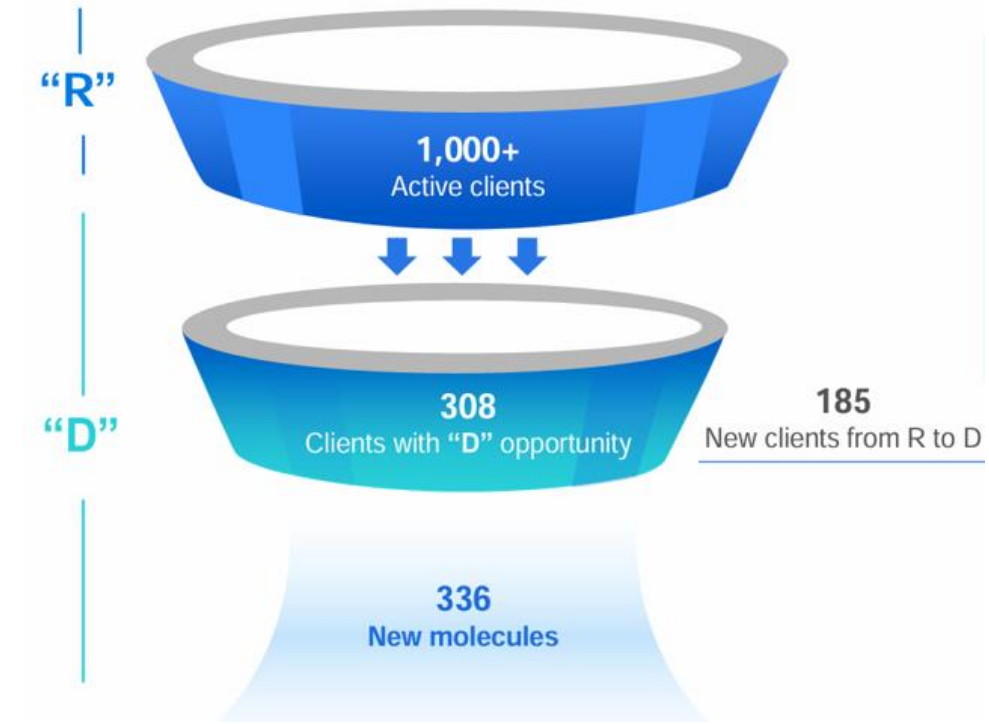 “R”
1,000+
Active clients
“D”
308
Clients with “D” opportunity
185
New clients from R to D
336
New molecules